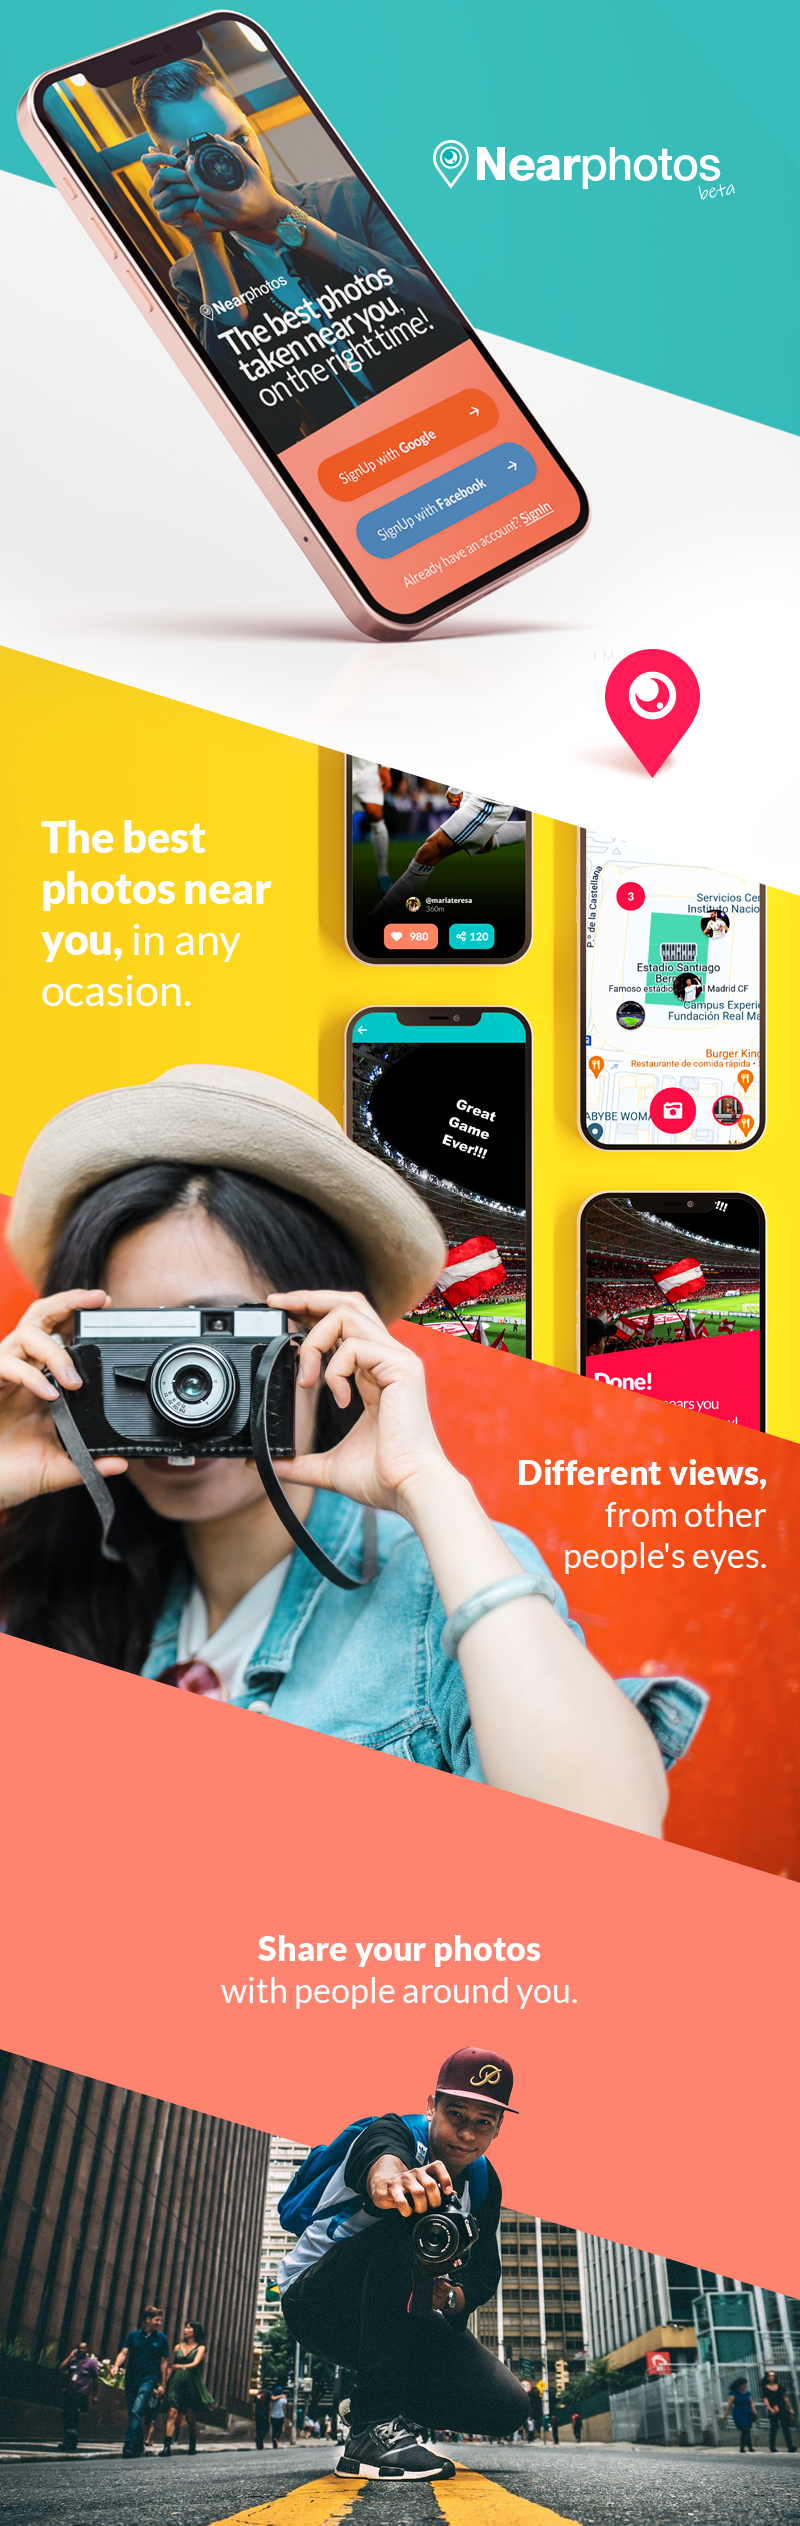 Nearphotos
beta
Nearphotos
The best photos
taken near you,
on the right time!
SignUp with Google
SignUp with Facebook
Already have an account? SignIn
The best
photos near
you, in any
ocasion.
@mariateresa
360m
980
120
P.º de la Castellana
3
Servicios Cer
Instituto Nacio
Estadio Santiago
Famoso estadio
l Madrid CF
Campus Experie
Fundación Real Ma
Burger King
Restaurante de comida rápida
ABYBE WOMA
Great
Game
Ever!!!
!!!
Done!
ears you
Different views,
from other
people's eyes.
Share your photos
with people around you.
Canon